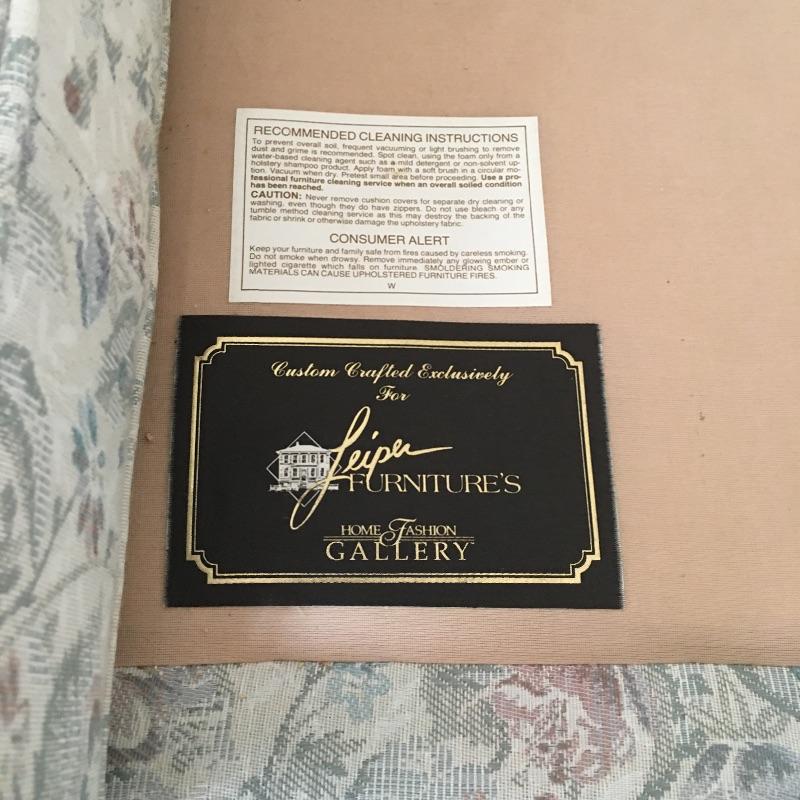 RECOMMENDED CLEANING INSTRUCTIONS
To prevent overall soil, frequent vacuuming or light brushing to remove
dust and grime is recommended. Spot clean, using the foam only from a
water-based cleaning agent such as a mild detergent or non-solvent up-
holstery shampoo product. Apply foam with a soft brush in a circular mo-
tion. Vacuum when dry. Pretest small area before proceeding. Use a pro-
fessional furniture cleaning service when an overall soiled condition
has been reached.
CAUTION: Never remove cushion covers for separate dry cleaning or
washing, even though they do have zippers. Do not use bleach or any
tumble method cleaning service as this may destroy the backing of the
fabric or shrink or otherwise damage the upholstery fabric.
CONSUMER ALERT
Keep your furniture and family safe from fires caused by careless smoking.
Do not smoke when drowsy. Remove immediately any glowing ember or
lighted cigarette which falls on furniture. SMOLDERING SMOKING
MATERIALS CAN CAUSE UPHOLSTERED FURNITURE FIRES.
W
Custom Crafted Exclusively
For
Leiper
FURNITURE'S
HOME FASHION
GALLERY